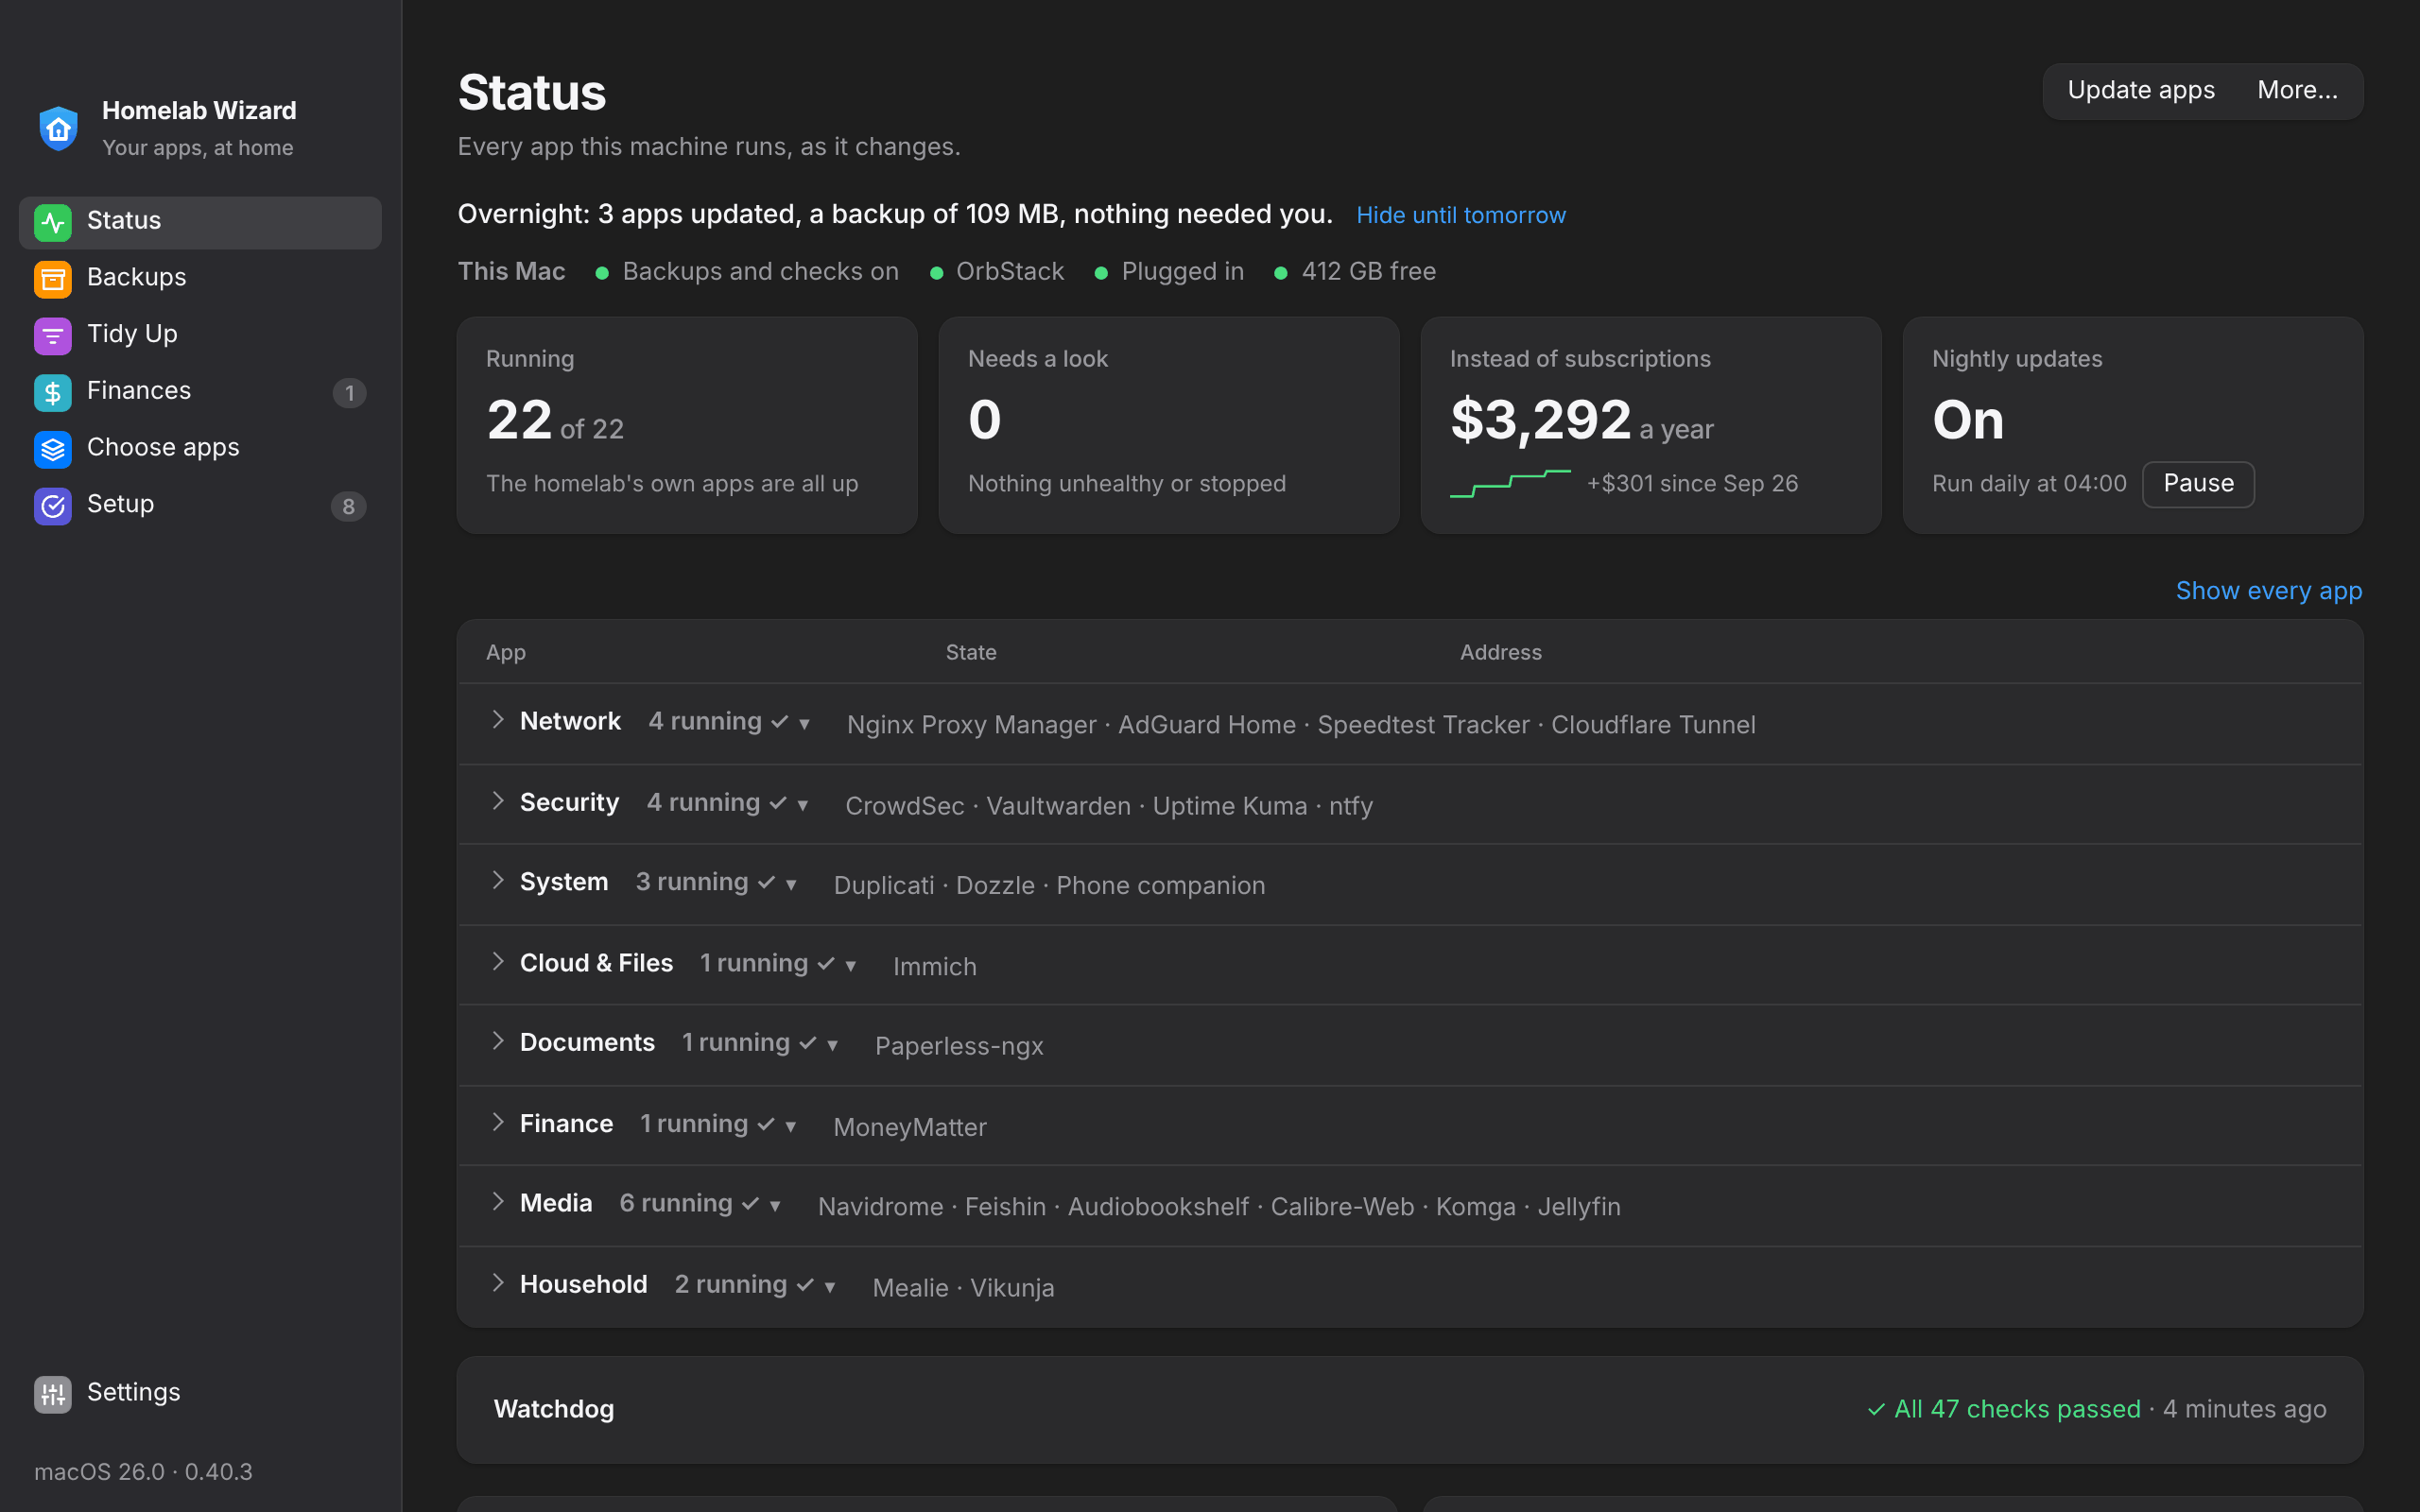 Homelab Wizard
Your apps, at home
Status
Backups
Tidy Up
Finances 1
Choose apps
Setup 8
Settings
macOS 26.0 · 0.40.3
Status
Every app this machine runs, as it changes.
Update apps More...
Overnight: 3 apps updated, a backup of 109 MB, nothing needed you. Hide until tomorrow
This Mac Backups and checks on OrbStack Plugged in 412 GB free
Running
22 of 22
The homelab's own apps are all up
Needs a look
0
Nothing unhealthy or stopped
Instead of subscriptions
$3,292 a year
+$301 since Sep 26
Nightly updates
On
Run daily at 04:00 Pause
Show every app
App State Address
Network 4 running ✓ ▾ Nginx Proxy Manager · AdGuard Home · Speedtest Tracker · Cloudflare Tunnel
Security 4 running ✓ ▾ CrowdSec · Vaultwarden · Uptime Kuma · ntfy
System 3 running ✓ ▾ Duplicati · Dozzle · Phone companion
Cloud & Files 1 running ✓ ▾ Immich
Documents 1 running ✓ ▾ Paperless-ngx
Finance 1 running ✓ ▾ MoneyMatter
Media 6 running ✓ ▾ Navidrome · Feishin · Audiobookshelf · Calibre-Web · Komga · Jellyfin
Household 2 running ✓ ▾ Mealie · Vikunja
Watchdog ✓ All 47 checks passed · 4 minutes ago